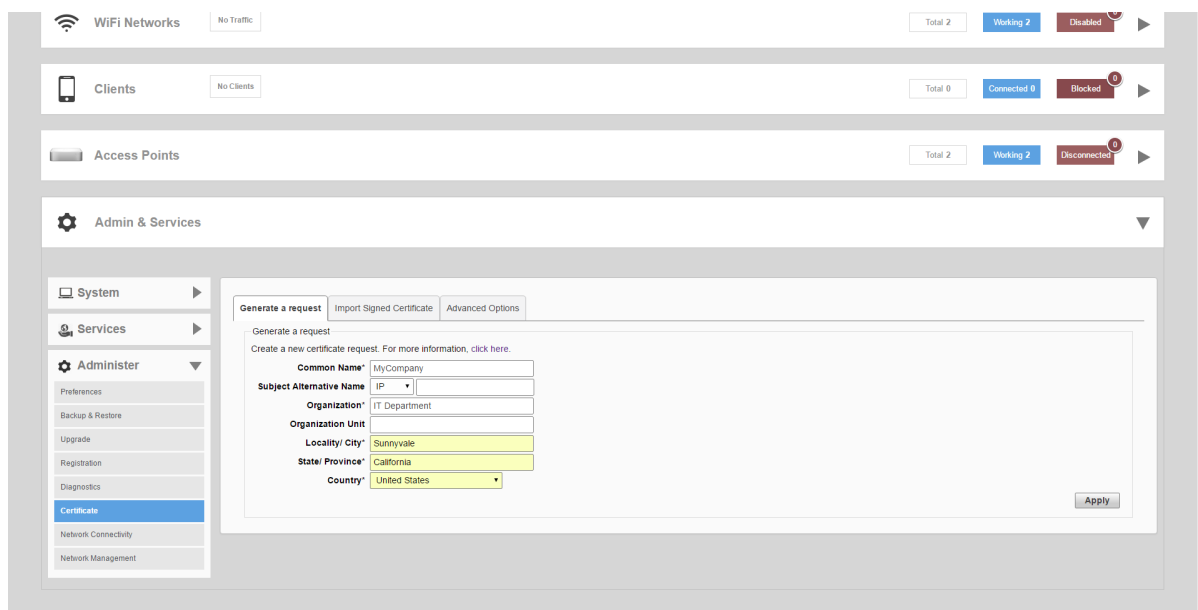 WiFi Networks No Traffic Total 2 Working 2 Disabled 0
Clients No Clients Total 0 Connected 0 Blocked 0
Access Points Total 2 Working 2 Disconnected 0
Admin & Services
System
Services
Administer
Preferences
Backup & Restore
Upgrade
Registration
Diagnostics
Certificate
Network Connectivity
Network Management
Generate a request Import Signed Certificate Advanced Options
Generate a request
Create a new certificate request. For more information, click here.
Common Name* MyCompany
Subject Alternative Name IP
Organization* IT Department
Organization Unit
Locality/ City* Sunnyvale
State/ Province* California
Country* United States
Apply